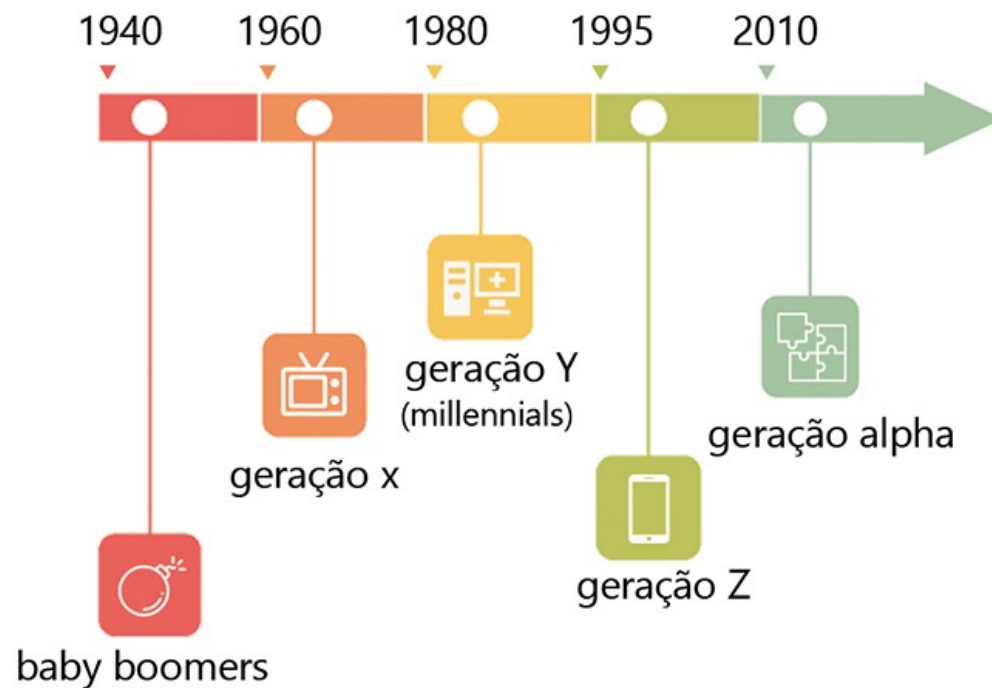 1940 1960 1980 1995 2010
geração Y
(millennials)
geração alpha
geração x
geração Z
baby boomers